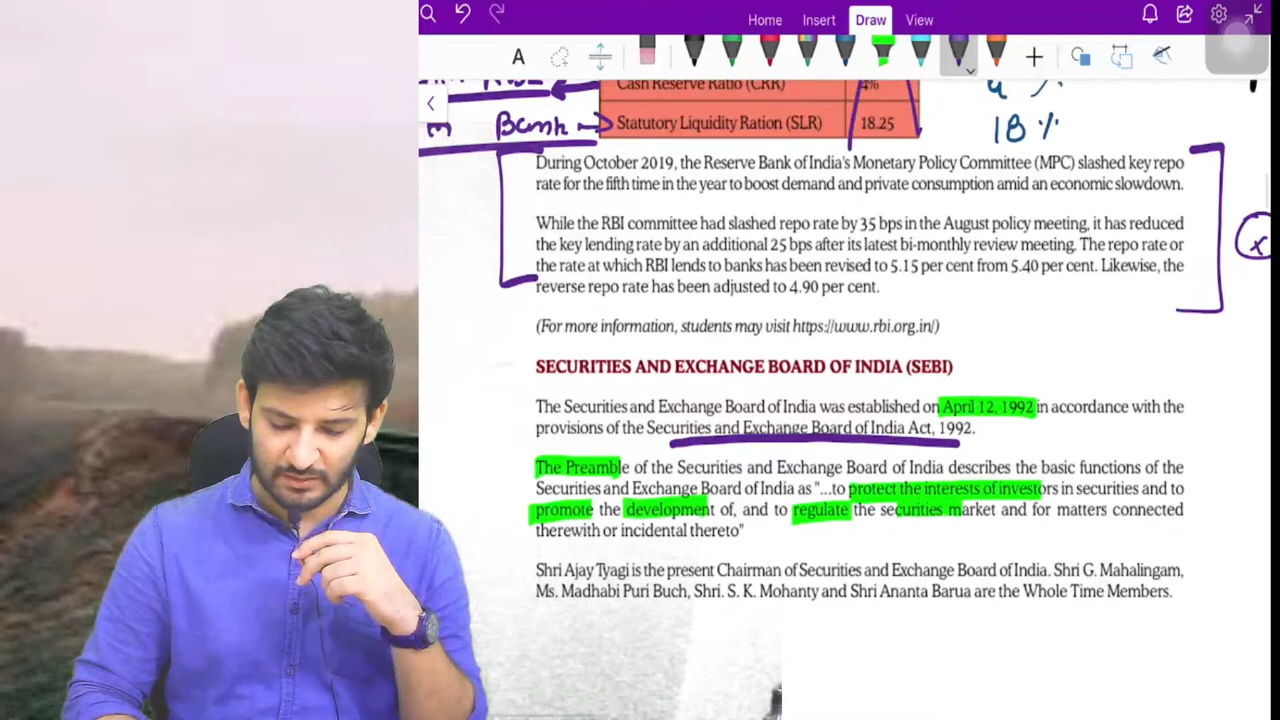 Home Insert Draw View
A
Cash Reserve Ratio (CRR) 4%
Bank Statutory Liquidity Ration (SLR) 18.25 18 %
During October 2019, the Reserve Bank of India's Monetary Policy Committee (MPC) slashed key repo
rate for the fifth time in the year to boost demand and private consumption amid an economic slowdown.
While the RBI committee had slashed repo rate by 35 bps in the August policy meeting, it has reduced
the key lending rate by an additional 25 bps after its latest bi-monthly review meeting. The repo rate or
the rate at which RBI lends to banks has been revised to 5.15 per cent from 5.40 per cent. Likewise, the
reverse repo rate has been adjusted to 4.90 per cent.
(For more information, students may visit https://www.rbi.org.in/)
SECURITIES AND EXCHANGE BOARD OF INDIA (SEBI)
The Securities and Exchange Board of India was established on April 12, 1992 in accordance with the
provisions of the Securities and Exchange Board of India Act, 1992.
The Preamble of the Securities and Exchange Board of India describes the basic functions of the
Securities and Exchange Board of India as "...to protect the interests of investors in securities and to
promote the development of, and to regulate the securities market and for matters connected
therewith or incidental thereto"
Shri Ajay Tyagi is the present Chairman of Securities and Exchange Board of India. Shri G. Mahalingam,
Ms. Madhabi Puri Buch, Shri. S. K. Mohanty and Shri Ananta Barua are the Whole Time Members.